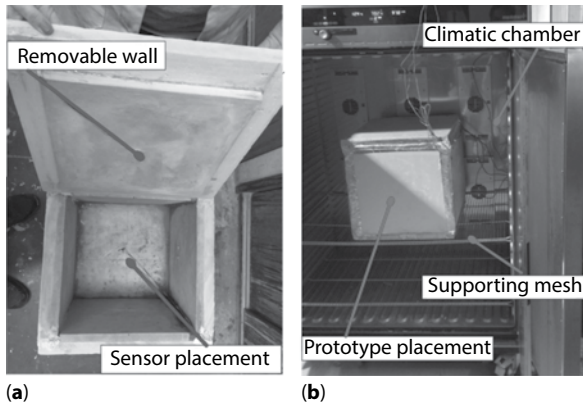 Removable wall
Sensor placement
(a)
Climatic chamber
Supporting mesh
Prototype placement
(b)